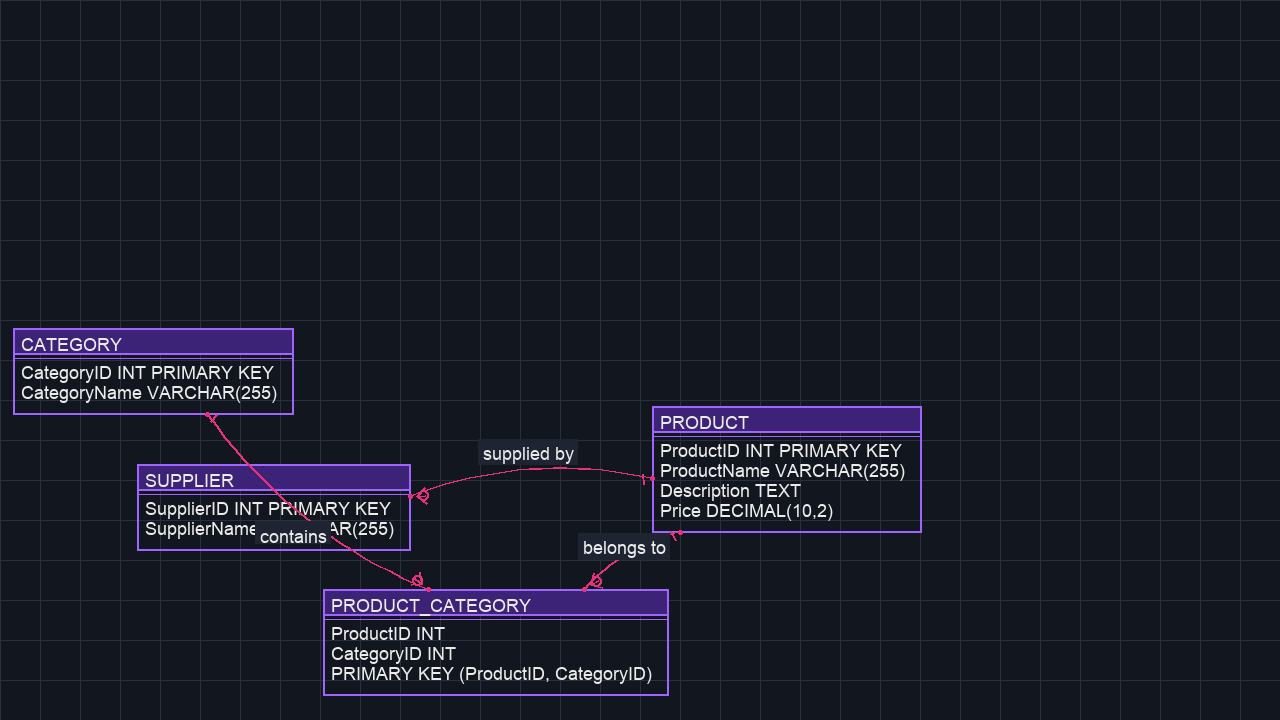 CATEGORY
CategoryID INT PRIMARY KEY
CategoryName VARCHAR(255)
SUPPLIER
SupplierID INT PRIMARY KEY
SupplierName AR(255)
contains
supplied by
PRODUCT
ProductID INT PRIMARY KEY
ProductName VARCHAR(255)
Description TEXT
Price DECIMAL(10,2)
belongs to
PRODUCT_CATEGORY
ProductID INT
CategoryID INT
PRIMARY KEY (ProductID, CategoryID)